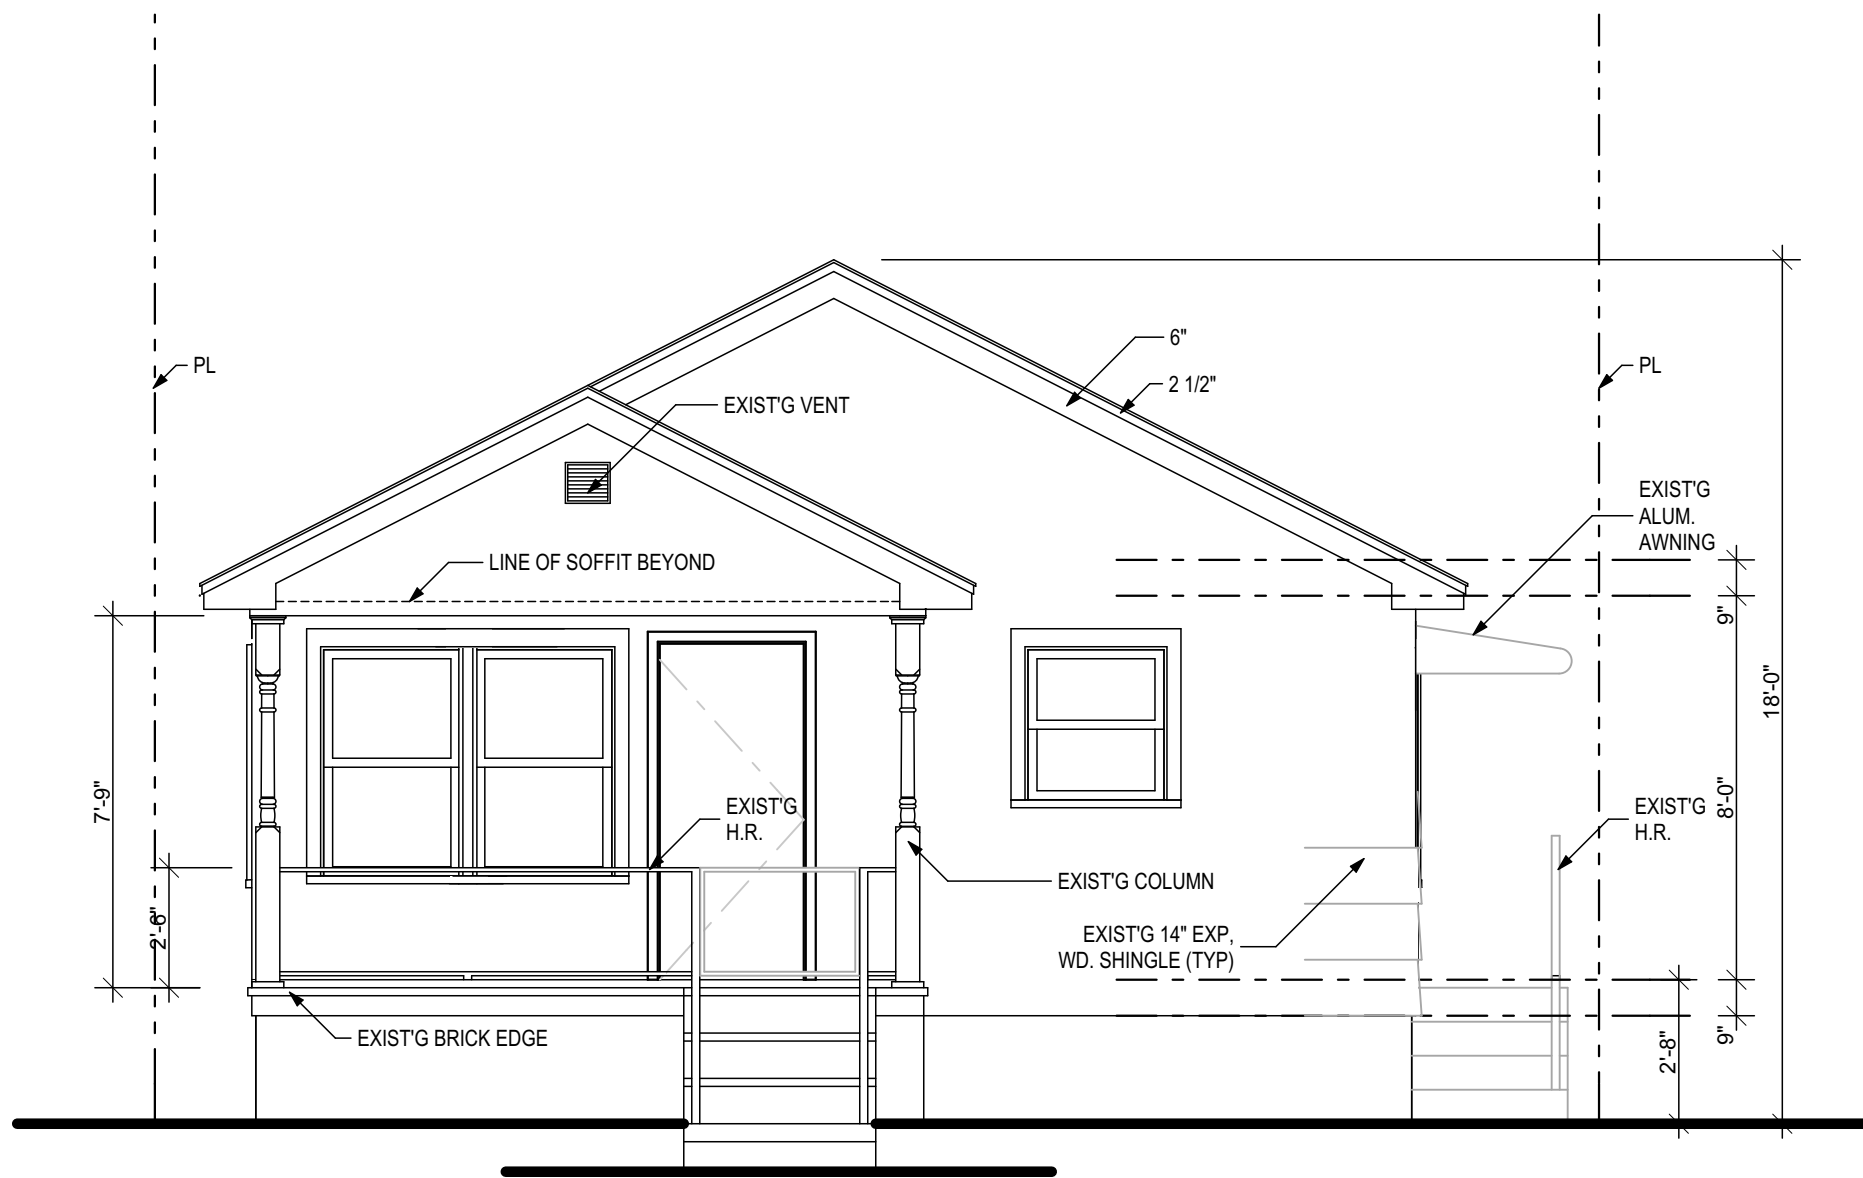 6"
PL
PL
2 1/2"
EXIST'G VENT
EXIST'G
ALUM.
AWNING
LINE OF SOFFIT BEYOND
9"
18'-0"
7'-9"
EXIST'G
H.R.
8'-0"
EXIST'G
H.R.
EXIST'G COLUMN
2'-6"
EXIST'G 14" EXP,
WD. SHINGLE (TYP)
EXIST'G BRICK EDGE
9"
2'-8"